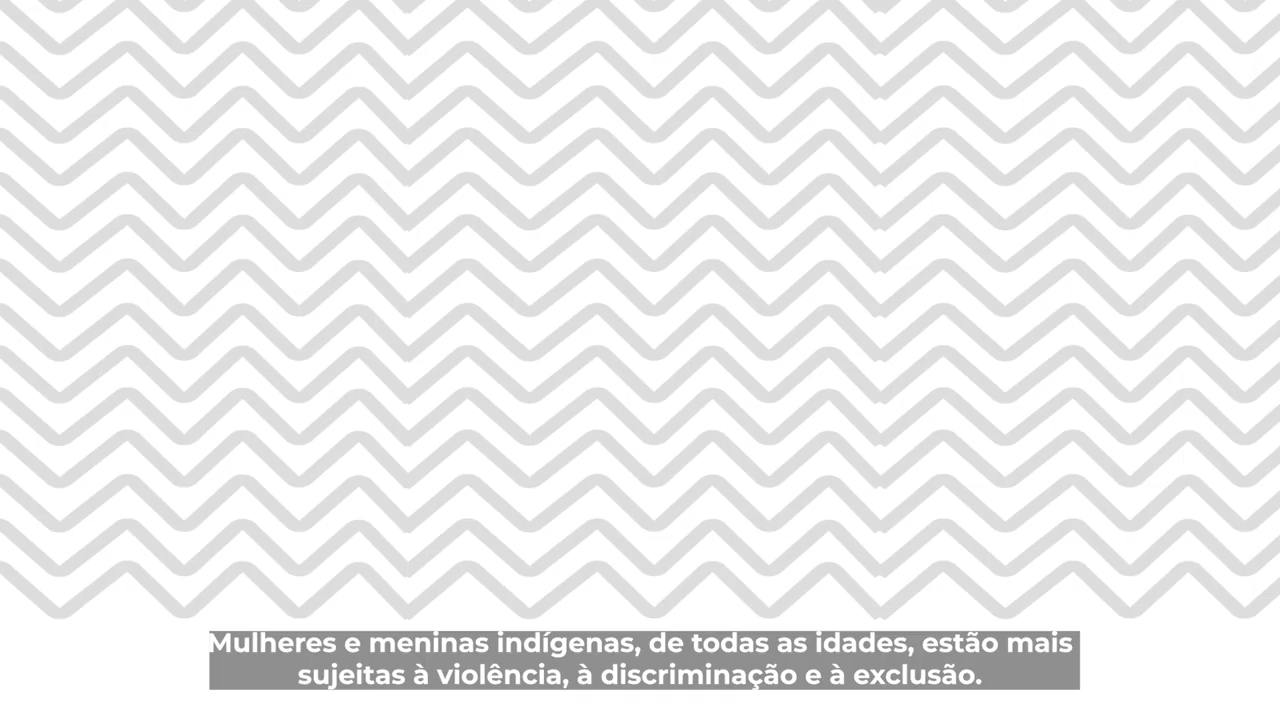 Mulheres e meninas indígenas, de todas as idades, estão mais
sujeitas à violência, à discriminação e à exclusão.